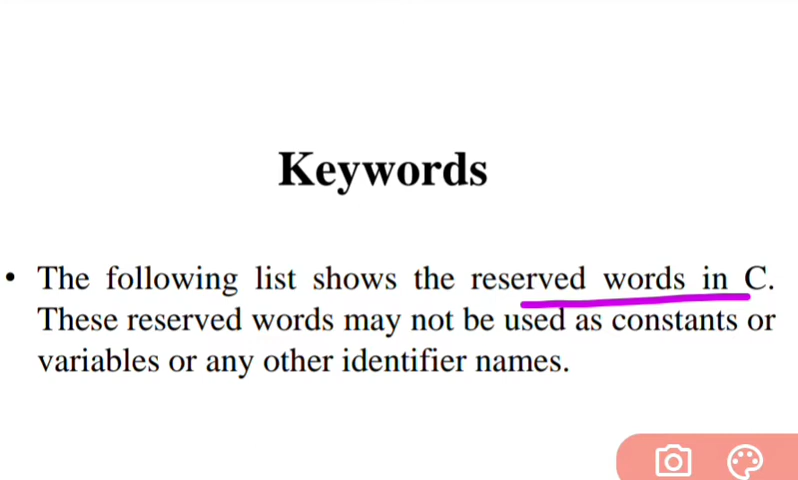 Keywords
• The following list shows the reserved words in C.
These reserved words may not be used as constants or
variables or any other identifier names.